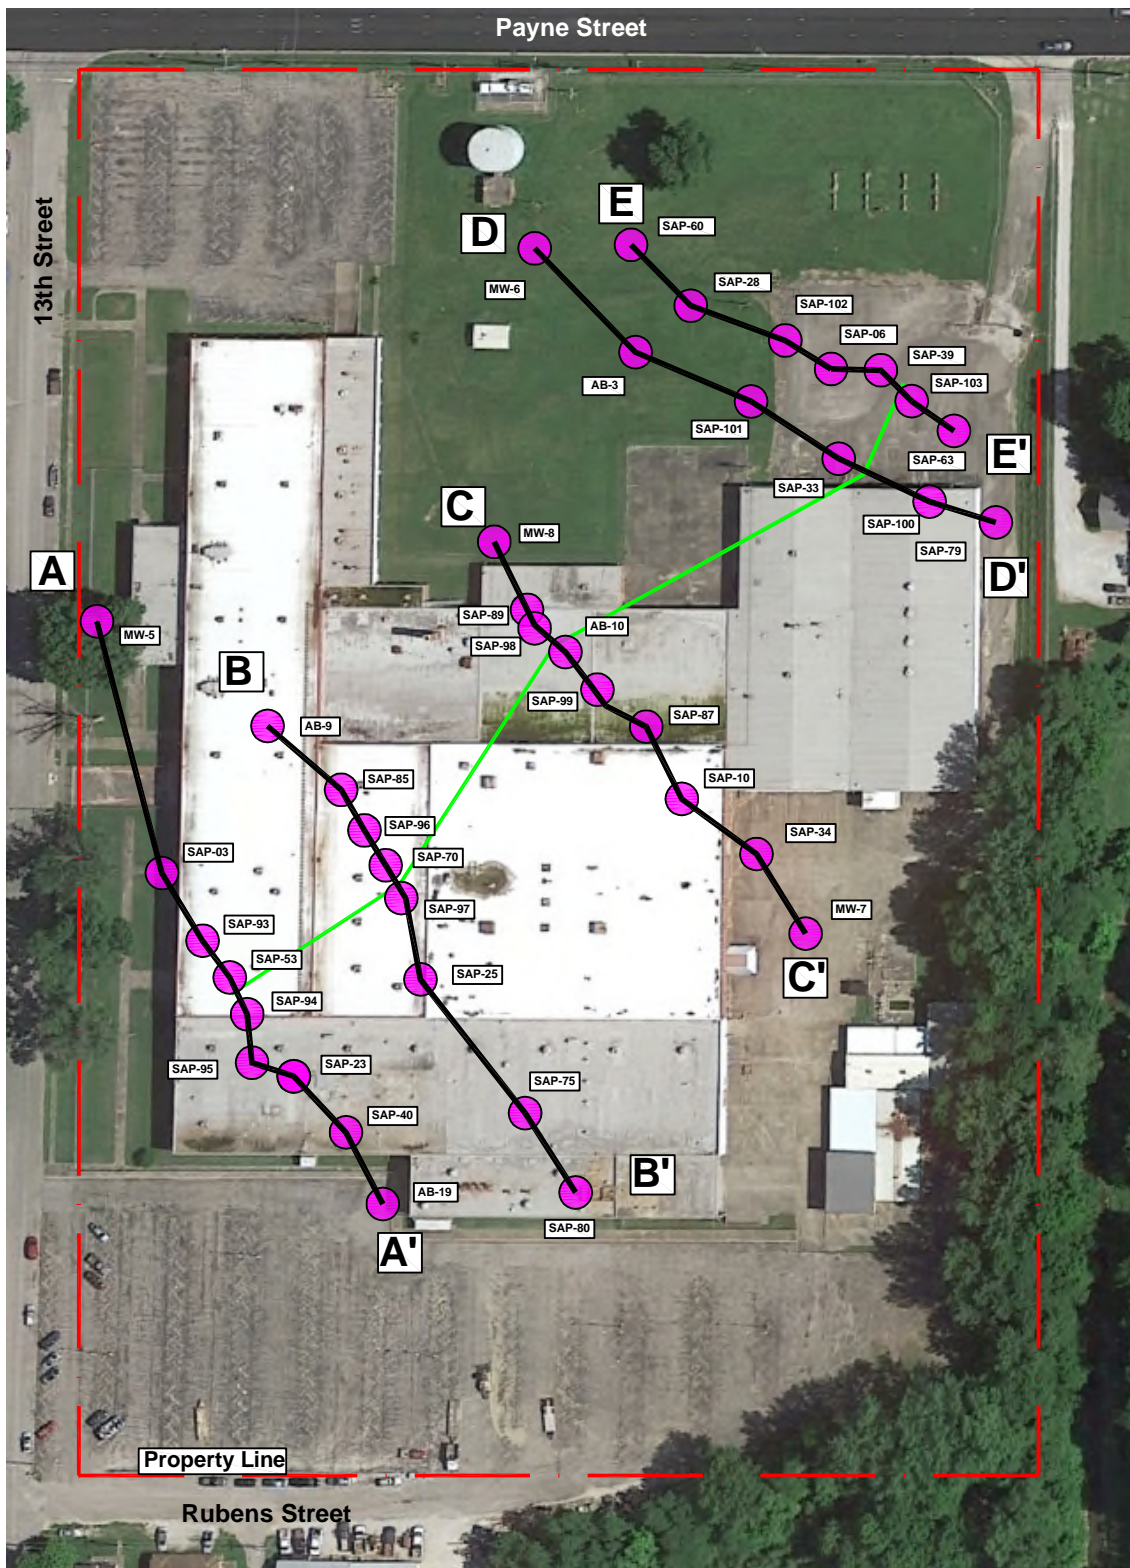 Payne Street
13th Street
E
SAP-60
D
MW-6
SAP-28
SAP-102
SAP-06
SAP-39
AB-3
SAP-103
SAP-101
SAP-63
E'
SAP-33
SAP-100
C
MW-8
SAP-79
D'
A
SAP-89
AB-10
MW-5
SAP-98
B
SAP-99
SAP-87
AB-9
SAP-85
SAP-10
SAP-96
SAP-34
SAP-03
SAP-70
SAP-97
MW-7
SAP-93
SAP-53
SAP-25
C'
SAP-94
SAP-95
SAP-23
SAP-75
SAP-40
B'
AB-19
SAP-80
A'
Property Line
Rubens Street